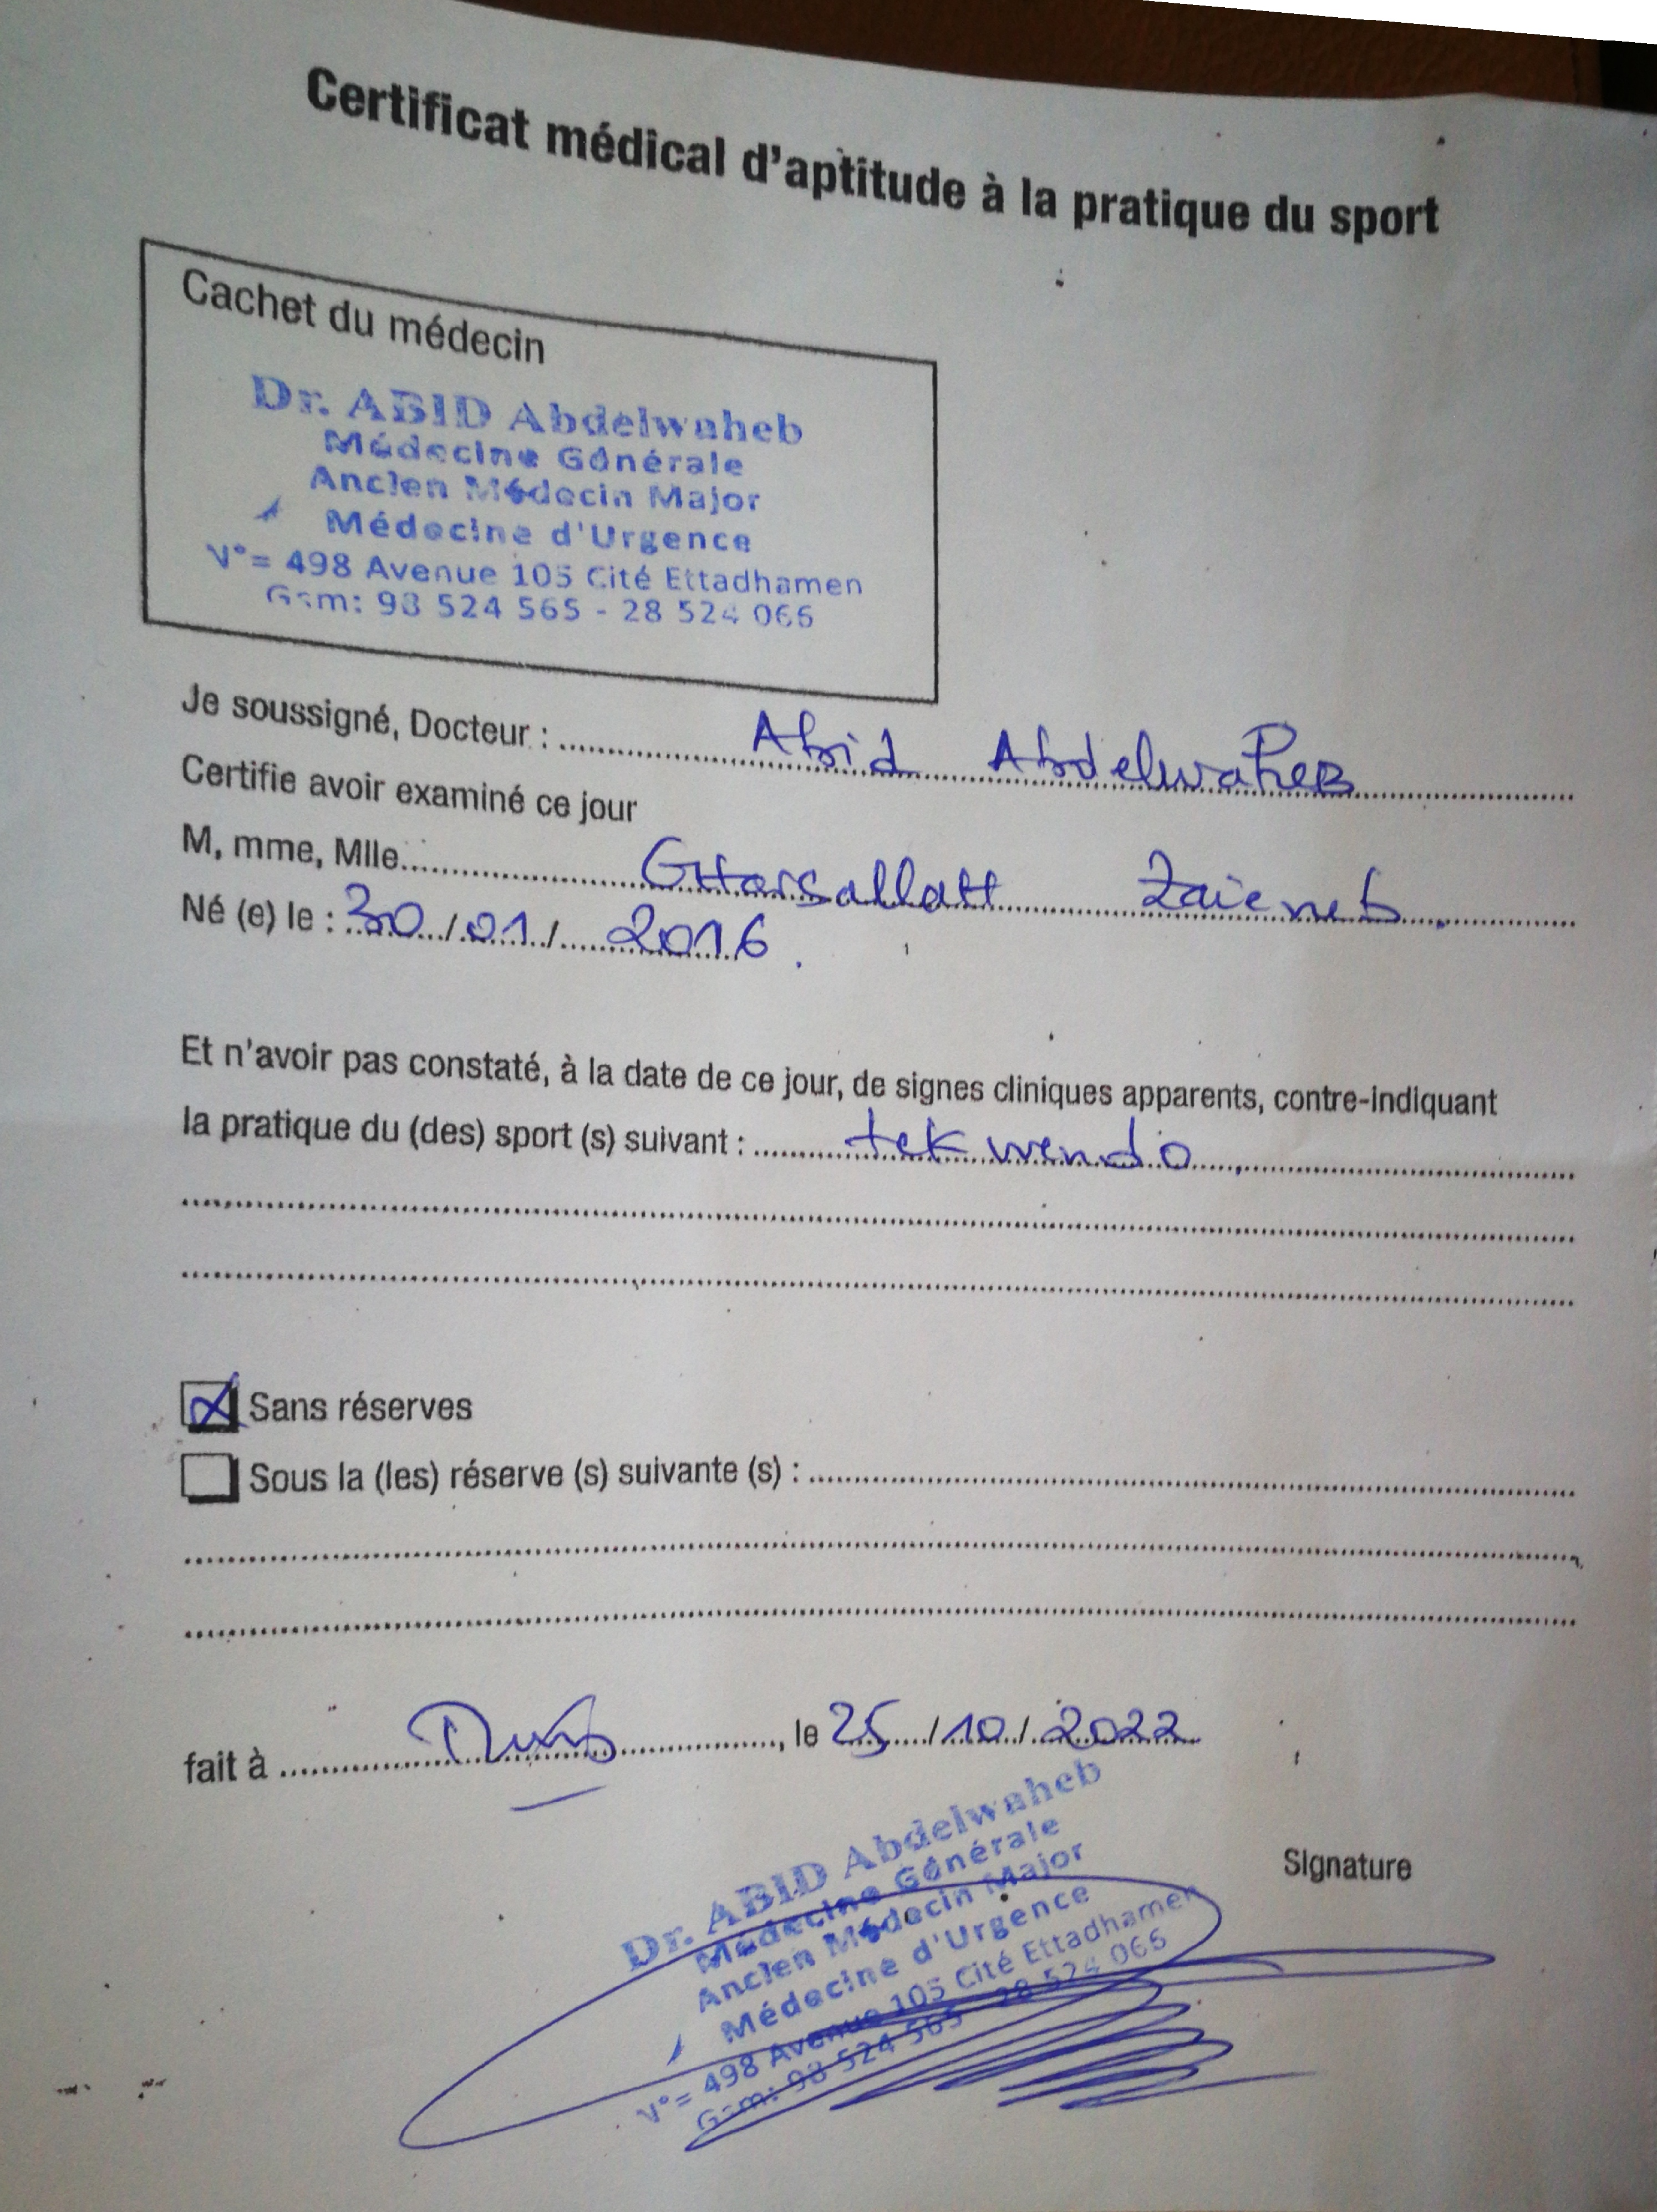 Certificat médical d'aptitude à la pratique du sport
Cachet du médecin
Dr. ABID Abdelwaheb
Médecine Générale
Ancien Médecin Major
Médecine d'Urgence
N°= 498 Avenue 105 Cité Ettadhamen
Gsm: 98 524 565 - 28 524 066
Je soussigné, Docteur : Abid Abdelwaheb
Certifie avoir examiné ce jour
M, mme, Mlle GHarsallaH Zaieneb
Né (e) le : 30/01/2016
Et n'avoir pas constaté, à la date de ce jour, de signes cliniques apparents, contre-indiquant
la pratique du (des) sport (s) suivant : tekwendo
Sans réserves
Sous la (les) réserve (s) suivante (s) :
fait à Tunis, le 25/10/2022
Signature
Dr. ABID Abdelwaheb
Médecine Générale
Ancien Médecin Major
Médecine d'Urgence
N°= 498 Avenue 105 Cité Ettadhamen
Gsm: 98 524 565 - 28 524 066